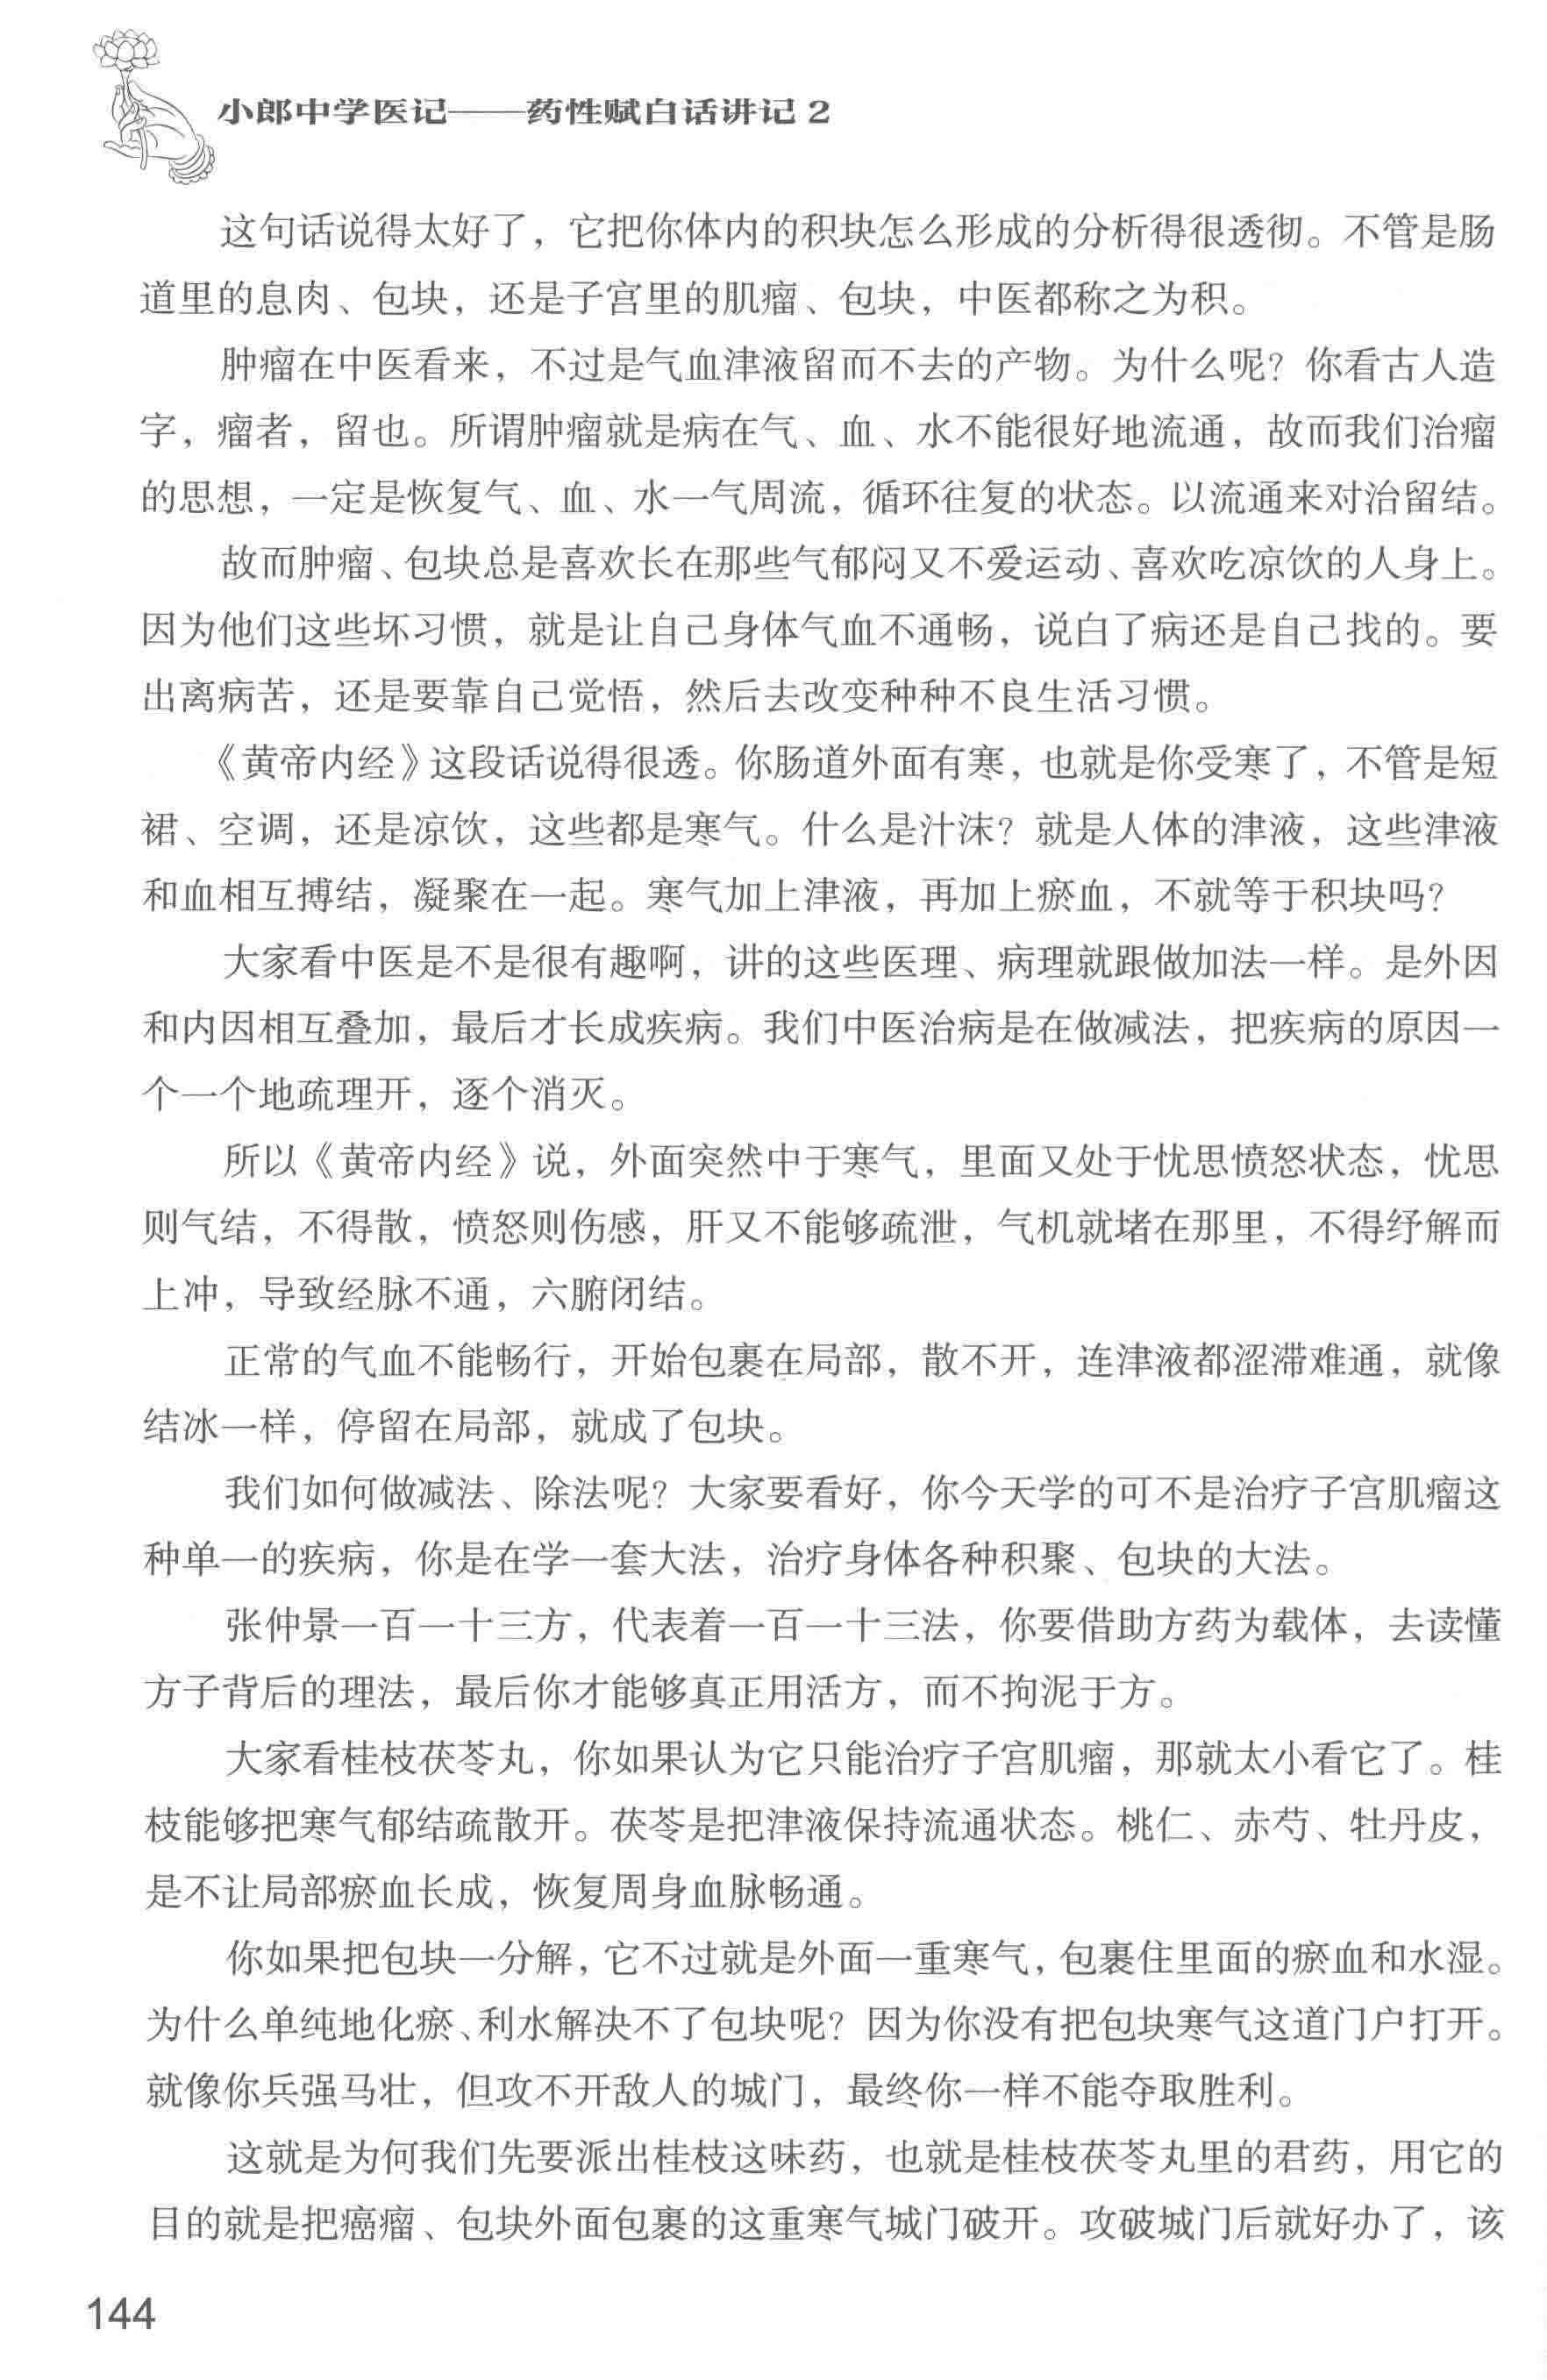 小郎中学医记——药性赋白话讲记2
这句话说得太好了，它把你体内的积块怎么形成的分析得很透彻。不管是肠
道里的息肉、包块，还是子宫里的肌瘤、包块，中医都称之为积。
肿瘤在中医看来，不过是气血津液留而不去的产物。为什么呢？你看古人造
字，瘤者，留也。所谓肿瘤就是病在气、血、水不能很好地流通，故而我们治瘤
的思想，一定是恢复气、血、水一气周流，循环往复的状态。以流通来对治留结。
故而肿瘤、包块总是喜欢长在那些气郁闷又不爱运动、喜欢吃凉饮的人身上。
因为他们这些坏习惯，就是让自己身体气血不通畅，说白了病还是自己找的。要
出离病苦，还是要靠自己觉悟，然后去改变种种不良生活习惯。
《黄帝内经》这段话说得很透。你肠道外面有寒，也就是你受寒了，不管是短
裙、空调，还是凉饮，这些都是寒气。什么是汁沫？就是人体的津液，这些津液
和血相互搏结，凝聚在一起。寒气加上津液，再加上瘀血，不就等于积块吗？
大家看中医是不是很有趣啊，讲的这些医理、病理就跟做加法一样。是外因
和内因相互叠加，最后才长成疾病。我们中医治病是在做减法，把疾病的原因一
个一个地疏理开，逐个消灭。
所以《黄帝内经》说，外面突然中于寒气，里面又处于忧思愤怒状态，忧思
则气结，不得散，愤怒则伤感，肝又不能够疏泄，气机就堵在那里，不得纾解而
上冲，导致经脉不通，六腑闭结。
正常的气血不能畅行，开始包裹在局部，散不开，连津液都涩滞难通，就像
结冰一样，停留在局部，就成了包块。
我们如何做减法、除法呢？大家要看好，你今天学的可不是治疗子宫肌瘤这
种单一的疾病，你是在学一套大法，治疗身体各种积聚、包块的大法。
张仲景一百一十三方，代表着一百一十三法，你要借助方药为载体，去读懂
方子背后的理法，最后你才能够真正用活方，而不拘泥于方。
大家看桂枝茯苓丸，你如果认为它只能治疗子宫肌瘤，那就太小看它了。桂
枝能够把寒气郁结疏散开。茯苓是把津液保持流通状态。桃仁、赤芍、牡丹皮，
是不让局部瘀血长成，恢复周身血脉畅通。
你如果把包块一分解，它不过就是外面一重寒气，包裹住里面的瘀血和水湿。
为什么单纯地化瘀、利水解决不了包块呢？因为你没有把包块寒气这道门户打开。
就像你兵强马壮，但攻不开敌人的城门，最终你一样不能夺取胜利。
这就是为何我们先要派出桂枝这味药，也就是桂枝茯苓丸里的君药，用它的
目的就是把癌瘤、包块外面包裹的这重寒气城门破开。攻破城门后就好办了，该
144